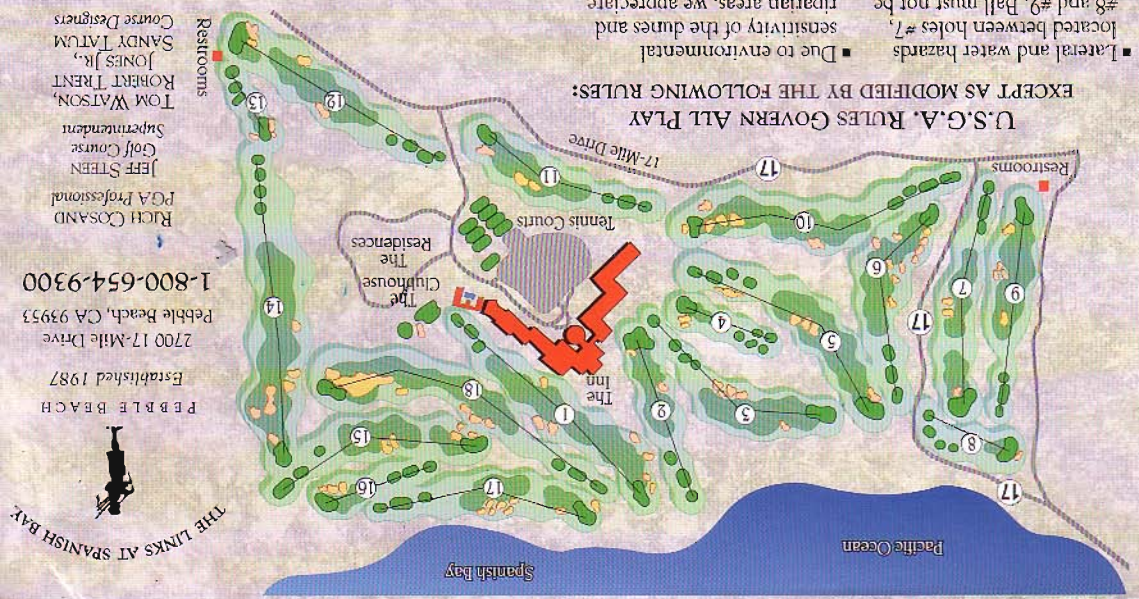 THE LINKS AT SPANISH BAY
PEBBLE BEACH
Established 1987
2700 17-Mile Drive
Pebble Beach, CA 93953
1-800-654-9300
RICH COSAND
PGA Professional
JEFF STEEN
Golf Course
Superintendent
TOM WATSON,
ROBERT TRENT
JONES JR.,
SANDY TATUM
Course Designers
Pacific Ocean
Spanish Bay
17
8
17
16
15
3
2
1
18
5
4
17
7
9
6
14
The
Inn
The
Clubhouse
The
Residences
Tennis Courts
10
11
17
17-Mile Drive
Restrooms
12
13
Restrooms
U.S.G.A. RULES GOVERN ALL PLAY
EXCEPT AS MODIFIED BY THE FOLLOWING RULES:
▪ Lateral and water hazards
located between holes #7,
#8 and #9. Ball must not be
▪ Due to environmental
sensitivity of the dunes and
riparian areas, we appreciate